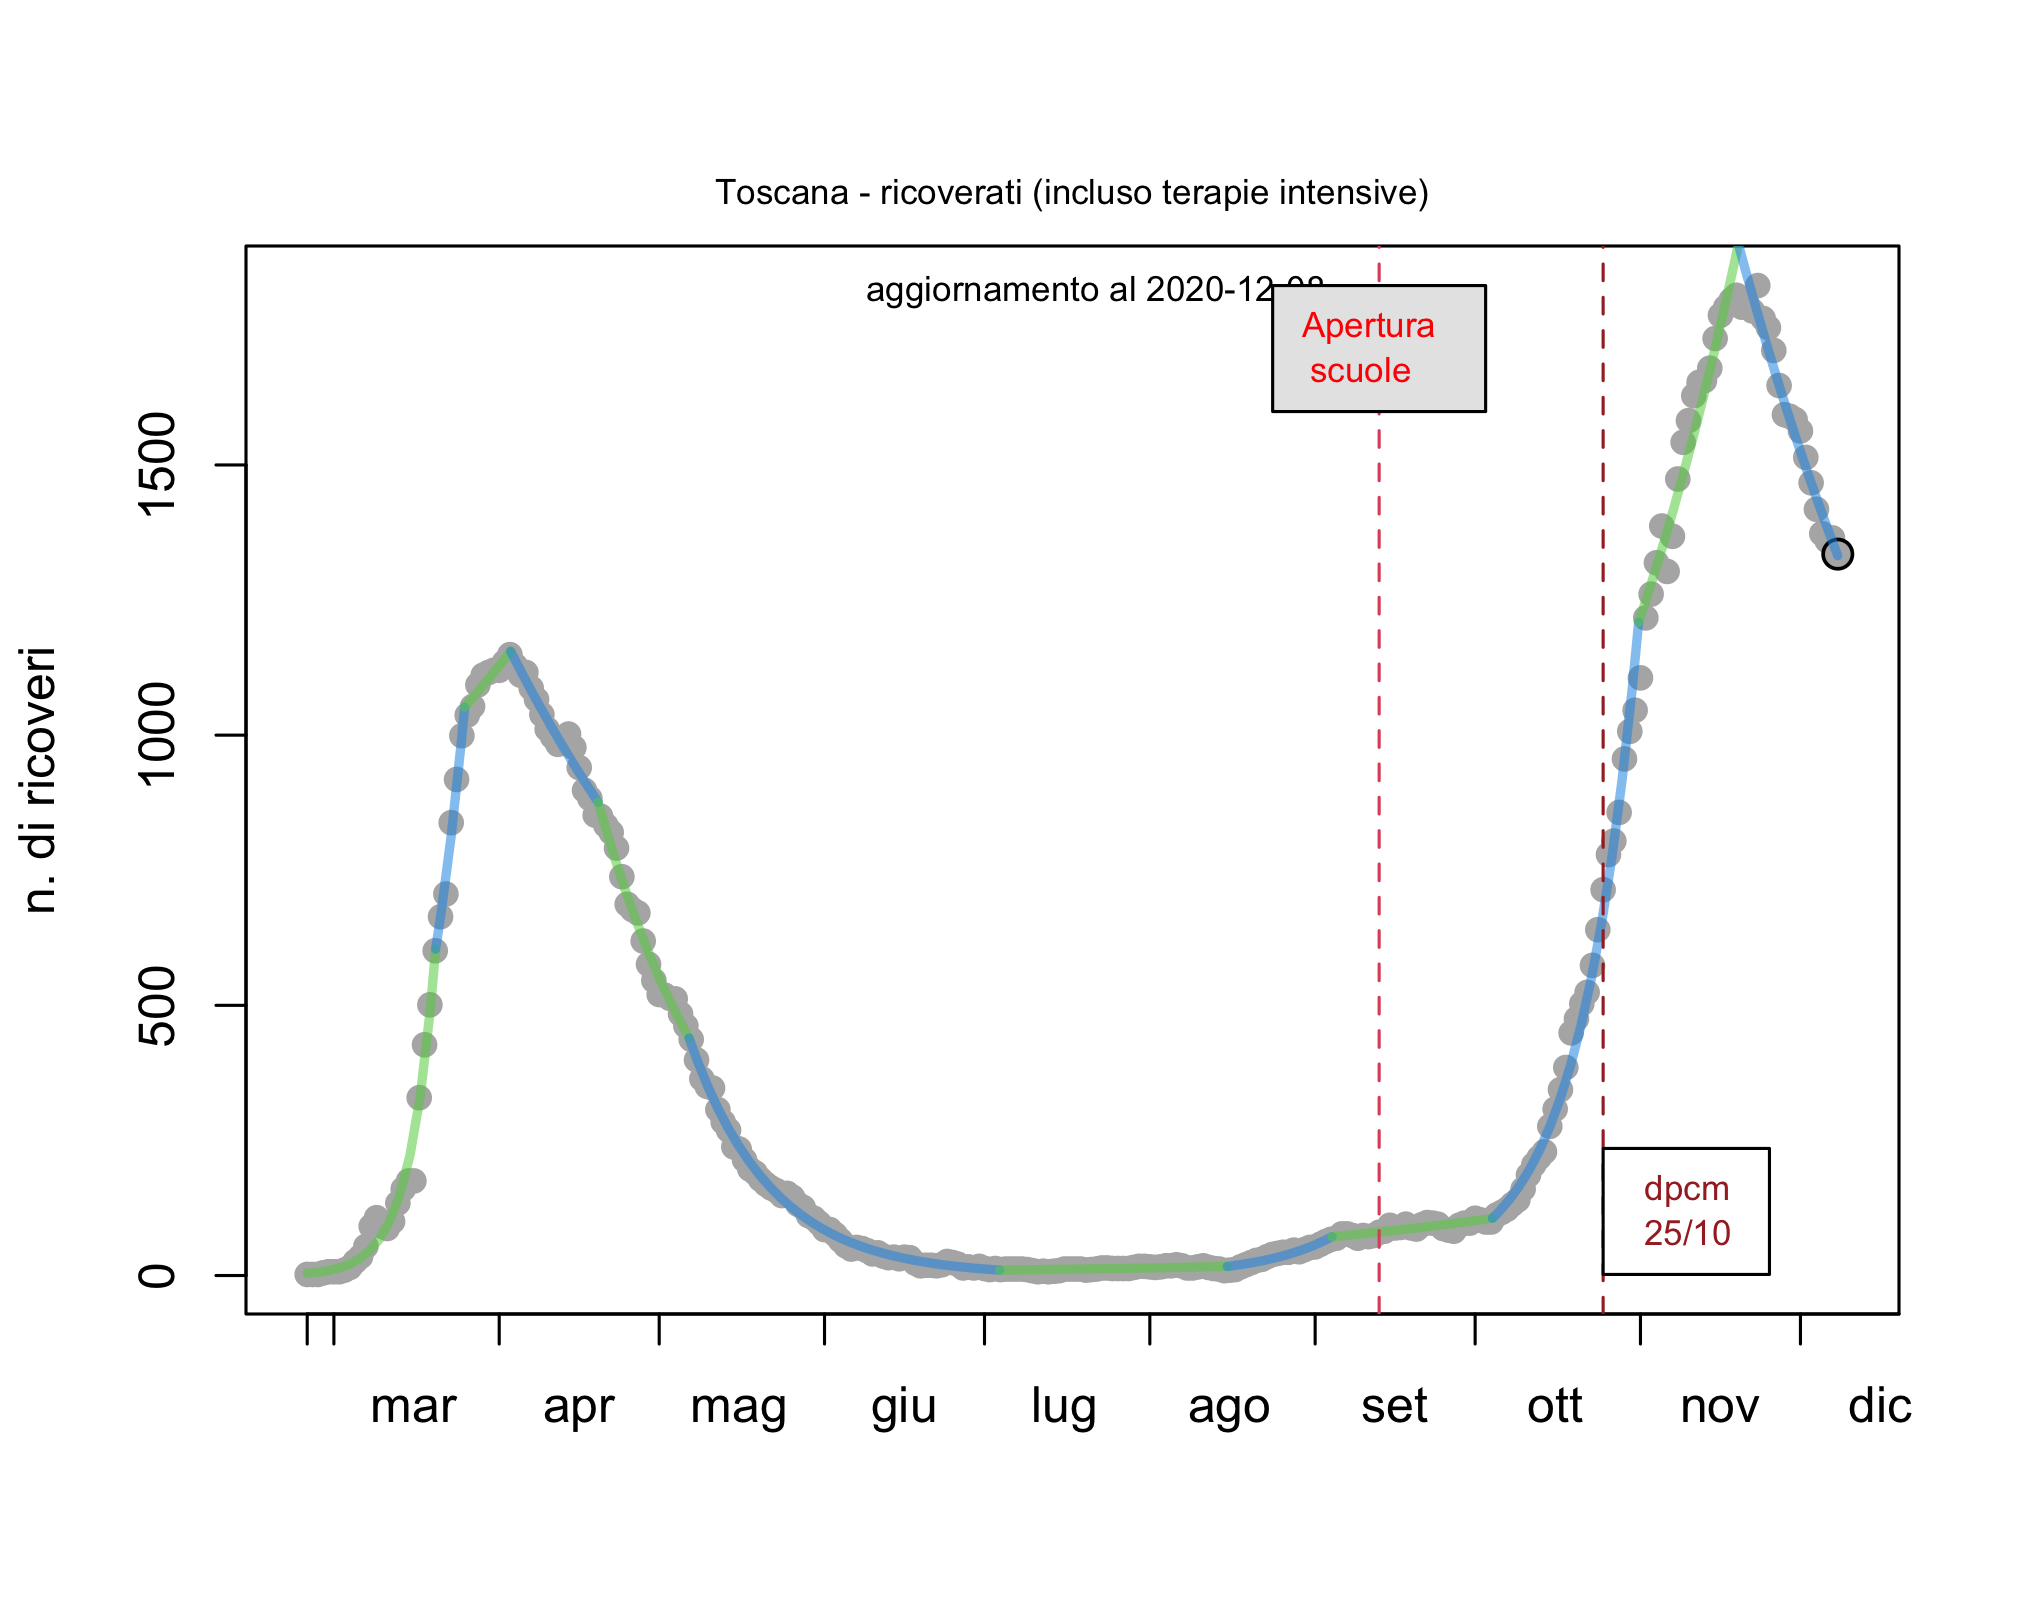 Toscana - ricoverati (incluso terapie intensive)
aggiornamento al 2020-12-08
Apertura
scuole
1500
1000
500
0
n. di ricoveri
dpcm
25/10
mar apr mag giu lug ago set ott nov dic